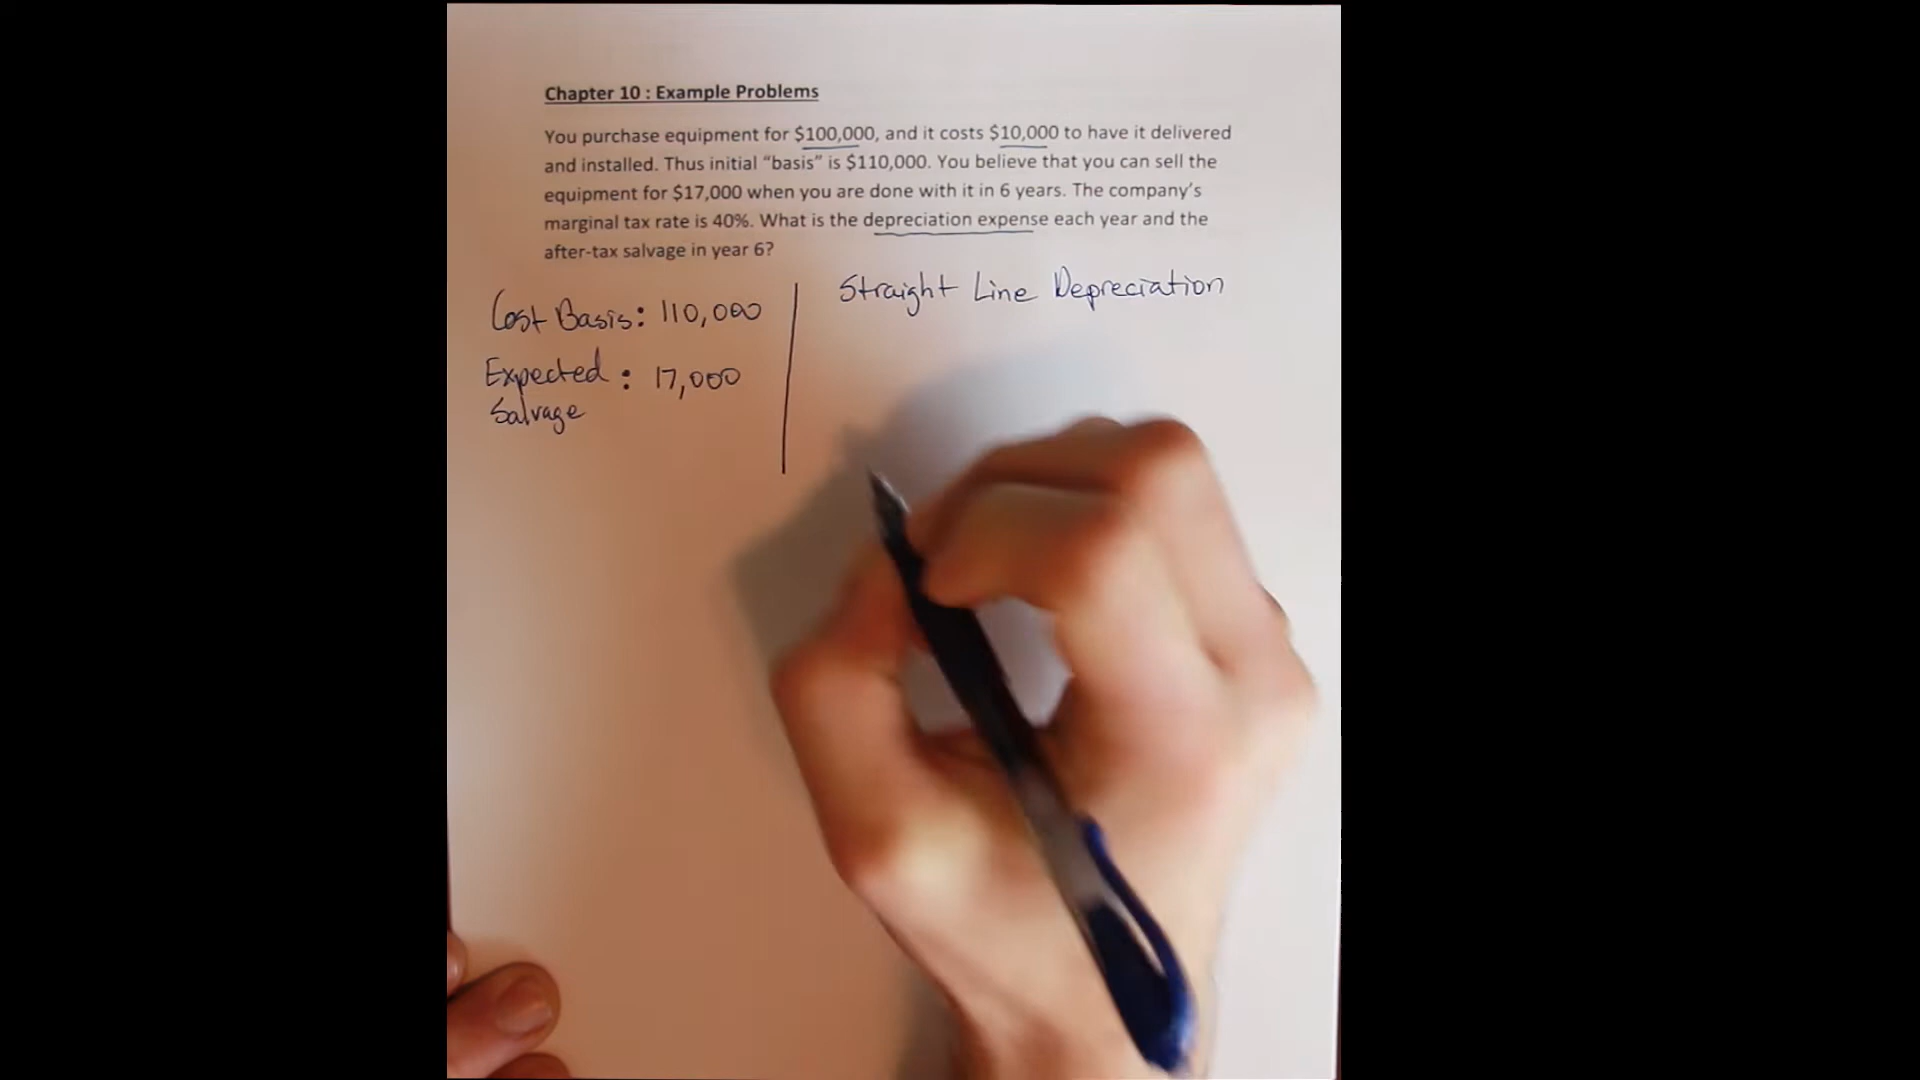 Chapter 10 : Example Problems
You purchase equipment for $100,000, and it costs $10,000 to have it delivered
and installed. Thus initial “basis” is $110,000. You believe that you can sell the
equipment for $17,000 when you are done with it in 6 years. The company’s
marginal tax rate is 40%. What is the depreciation expense each year and the
after-tax salvage in year 6?
Straight Line Depreciation
Cost Basis: 110,000
Expected : 17,000
Salvage